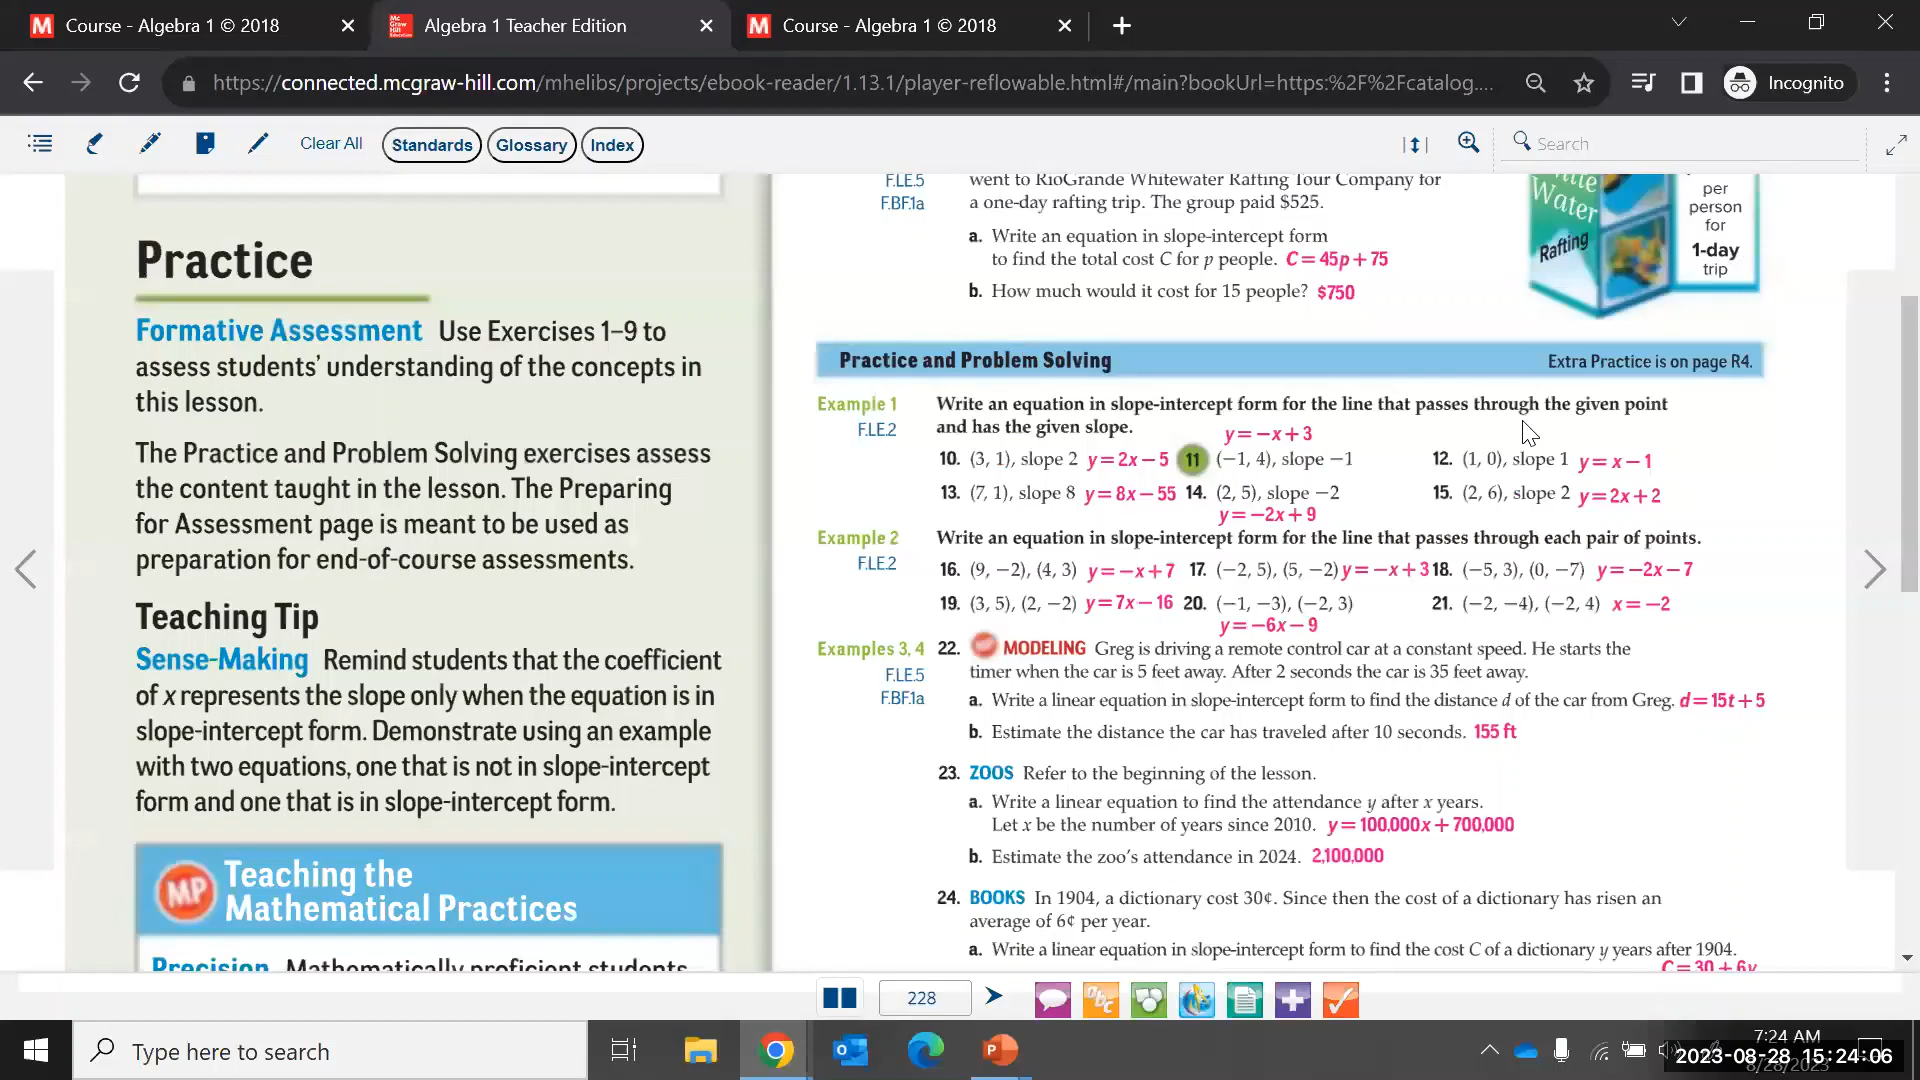 Course - Algebra 1 © 2018
Algebra 1 Teacher Edition
Course - Algebra 1 © 2018
https://connected.mcgraw-hill.com/mhelibs/projects/ebook-reader/1.13.1/player-reflowable.html#/main?bookUrl=https:%2F%2Fcatalog....
Incognito
Clear All
Standards
Glossary
Index
Search
Practice
Formative Assessment Use Exercises 1–9 to
assess students' understanding of the concepts in
this lesson.
The Practice and Problem Solving exercises assess
the content taught in the lesson. The Preparing
for Assessment page is meant to be used as
preparation for end-of-course assessments.
Teaching Tip
Sense-Making Remind students that the coefficient
of x represents the slope only when the equation is in
slope-intercept form. Demonstrate using an example
with two equations, one that is not in slope-intercept
form and one that is in slope-intercept form.
MP
Teaching the
Mathematical Practices
Precision Mathematically proficient students
F.LE.5
went to RioGrande Whitewater Rafting Tour Company for
F.BF.1a
a one-day rafting trip. The group paid $525.
a. Write an equation in slope-intercept form
to find the total cost C for p people. C = 45p + 75
b. How much would it cost for 15 people? $750
Water
Rafting
per
person
for
1-day
trip
Practice and Problem Solving
Extra Practice is on page R4.
Example 1
Write an equation in slope-intercept form for the line that passes through the given point
F.LE.2
and has the given slope.
y = −x + 3
10. (3, 1), slope 2 y = 2x − 5
11 (−1, 4), slope −1
12. (1, 0), slope 1 y = x − 1
13. (7, 1), slope 8 y = 8x − 55
14. (2, 5), slope −2
15. (2, 6), slope 2 y = 2x + 2
y = −2x + 9
Example 2
Write an equation in slope-intercept form for the line that passes through each pair of points.
F.LE.2
16. (9, −2), (4, 3) y = −x + 7
17. (−2, 5), (5, −2) y = −x + 3
18. (−5, 3), (0, −7) y = −2x − 7
19. (3, 5), (2, −2) y = 7x − 16
20. (−1, −3), (−2, 3)
21. (−2, −4), (−2, 4) x = −2
y = −6x − 9
Examples 3, 4
22. MODELING Greg is driving a remote control car at a constant speed. He starts the
F.LE.5
timer when the car is 5 feet away. After 2 seconds the car is 35 feet away.
F.BF.1a
a. Write a linear equation in slope-intercept form to find the distance d of the car from Greg. d = 15t + 5
b. Estimate the distance the car has traveled after 10 seconds. 155 ft
23. ZOOS Refer to the beginning of the lesson.
a. Write a linear equation to find the attendance y after x years.
Let x be the number of years since 2010. y = 100,000x + 700,000
b. Estimate the zoo's attendance in 2024. 2,100,000
24. BOOKS In 1904, a dictionary cost 30¢. Since then the cost of a dictionary has risen an
average of 6¢ per year.
a. Write a linear equation in slope-intercept form to find the cost C of a dictionary y years after 1904.
C = 30 + 6y
228
Type here to search
7:24 AM
2023-08-28 15:24:06
8/28/2023